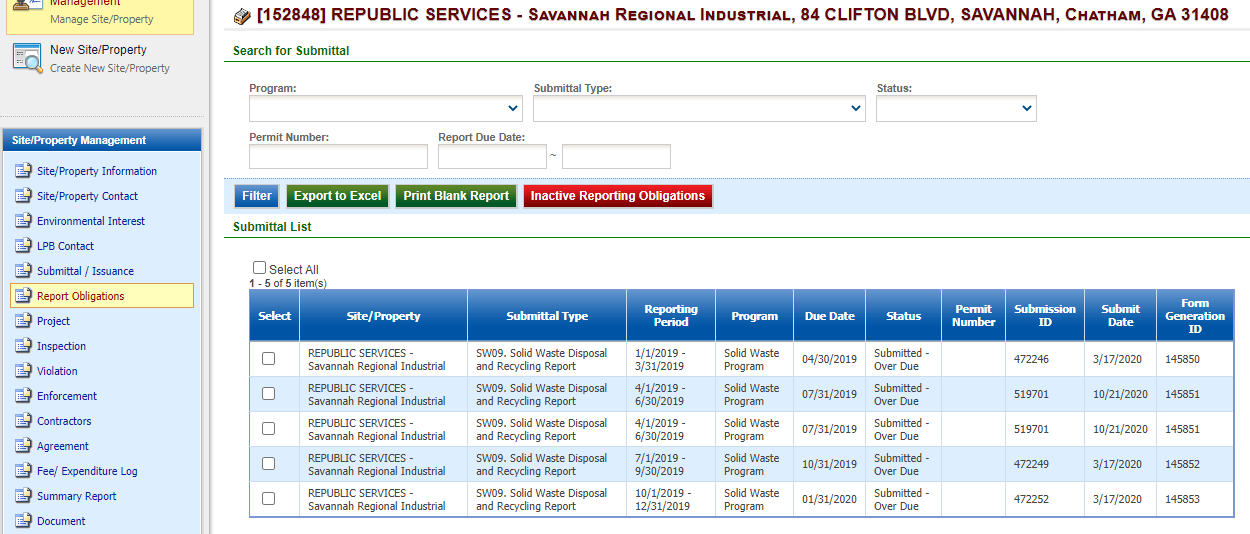 Management
Manage Site/Property
New Site/Property
Create New Site/Property
Site/Property Management
Site/Property Information
Site/Property Contact
Environmental Interest
LPB Contact
Submittal / Issuance
Report Obligations
Project
Inspection
Violation
Enforcement
Contractors
Agreement
Fee/ Expenditure Log
Summary Report
Document
[152848] REPUBLIC SERVICES - Savannah Regional Industrial, 84 CLIFTON BLVD, SAVANNAH, Chatham, GA 31408
Search for Submittal
Program: Submittal Type: Status:
Permit Number: Report Due Date:
~
Filter Export to Excel Print Blank Report Inactive Reporting Obligations
Submittal List
Select All
1 - 5 of 5 item(s)
Select Site/Property Submittal Type Reporting Period Program Due Date Status Permit Number Submission ID Submit Date Form Generation ID
REPUBLIC SERVICES - SW09. Solid Waste Disposal 1/1/2019 - Solid Waste 04/30/2019 Submitted - 472246 3/17/2020 145850
Savannah Regional Industrial and Recycling Report 3/31/2019 Program Over Due
REPUBLIC SERVICES - SW09. Solid Waste Disposal 4/1/2019 - Solid Waste 07/31/2019 Submitted - 519701 10/21/2020 145851
Savannah Regional Industrial and Recycling Report 6/30/2019 Program Over Due
REPUBLIC SERVICES - SW09. Solid Waste Disposal 4/1/2019 - Solid Waste 07/31/2019 Submitted - 519701 10/21/2020 145851
Savannah Regional Industrial and Recycling Report 6/30/2019 Program Over Due
REPUBLIC SERVICES - SW09. Solid Waste Disposal 7/1/2019 - Solid Waste 10/31/2019 Submitted - 472249 3/17/2020 145852
Savannah Regional Industrial and Recycling Report 9/30/2019 Program Over Due
REPUBLIC SERVICES - SW09. Solid Waste Disposal 10/1/2019 - Solid Waste 01/31/2020 Submitted - 472252 3/17/2020 145853
Savannah Regional Industrial and Recycling Report 12/31/2019 Program Over Due